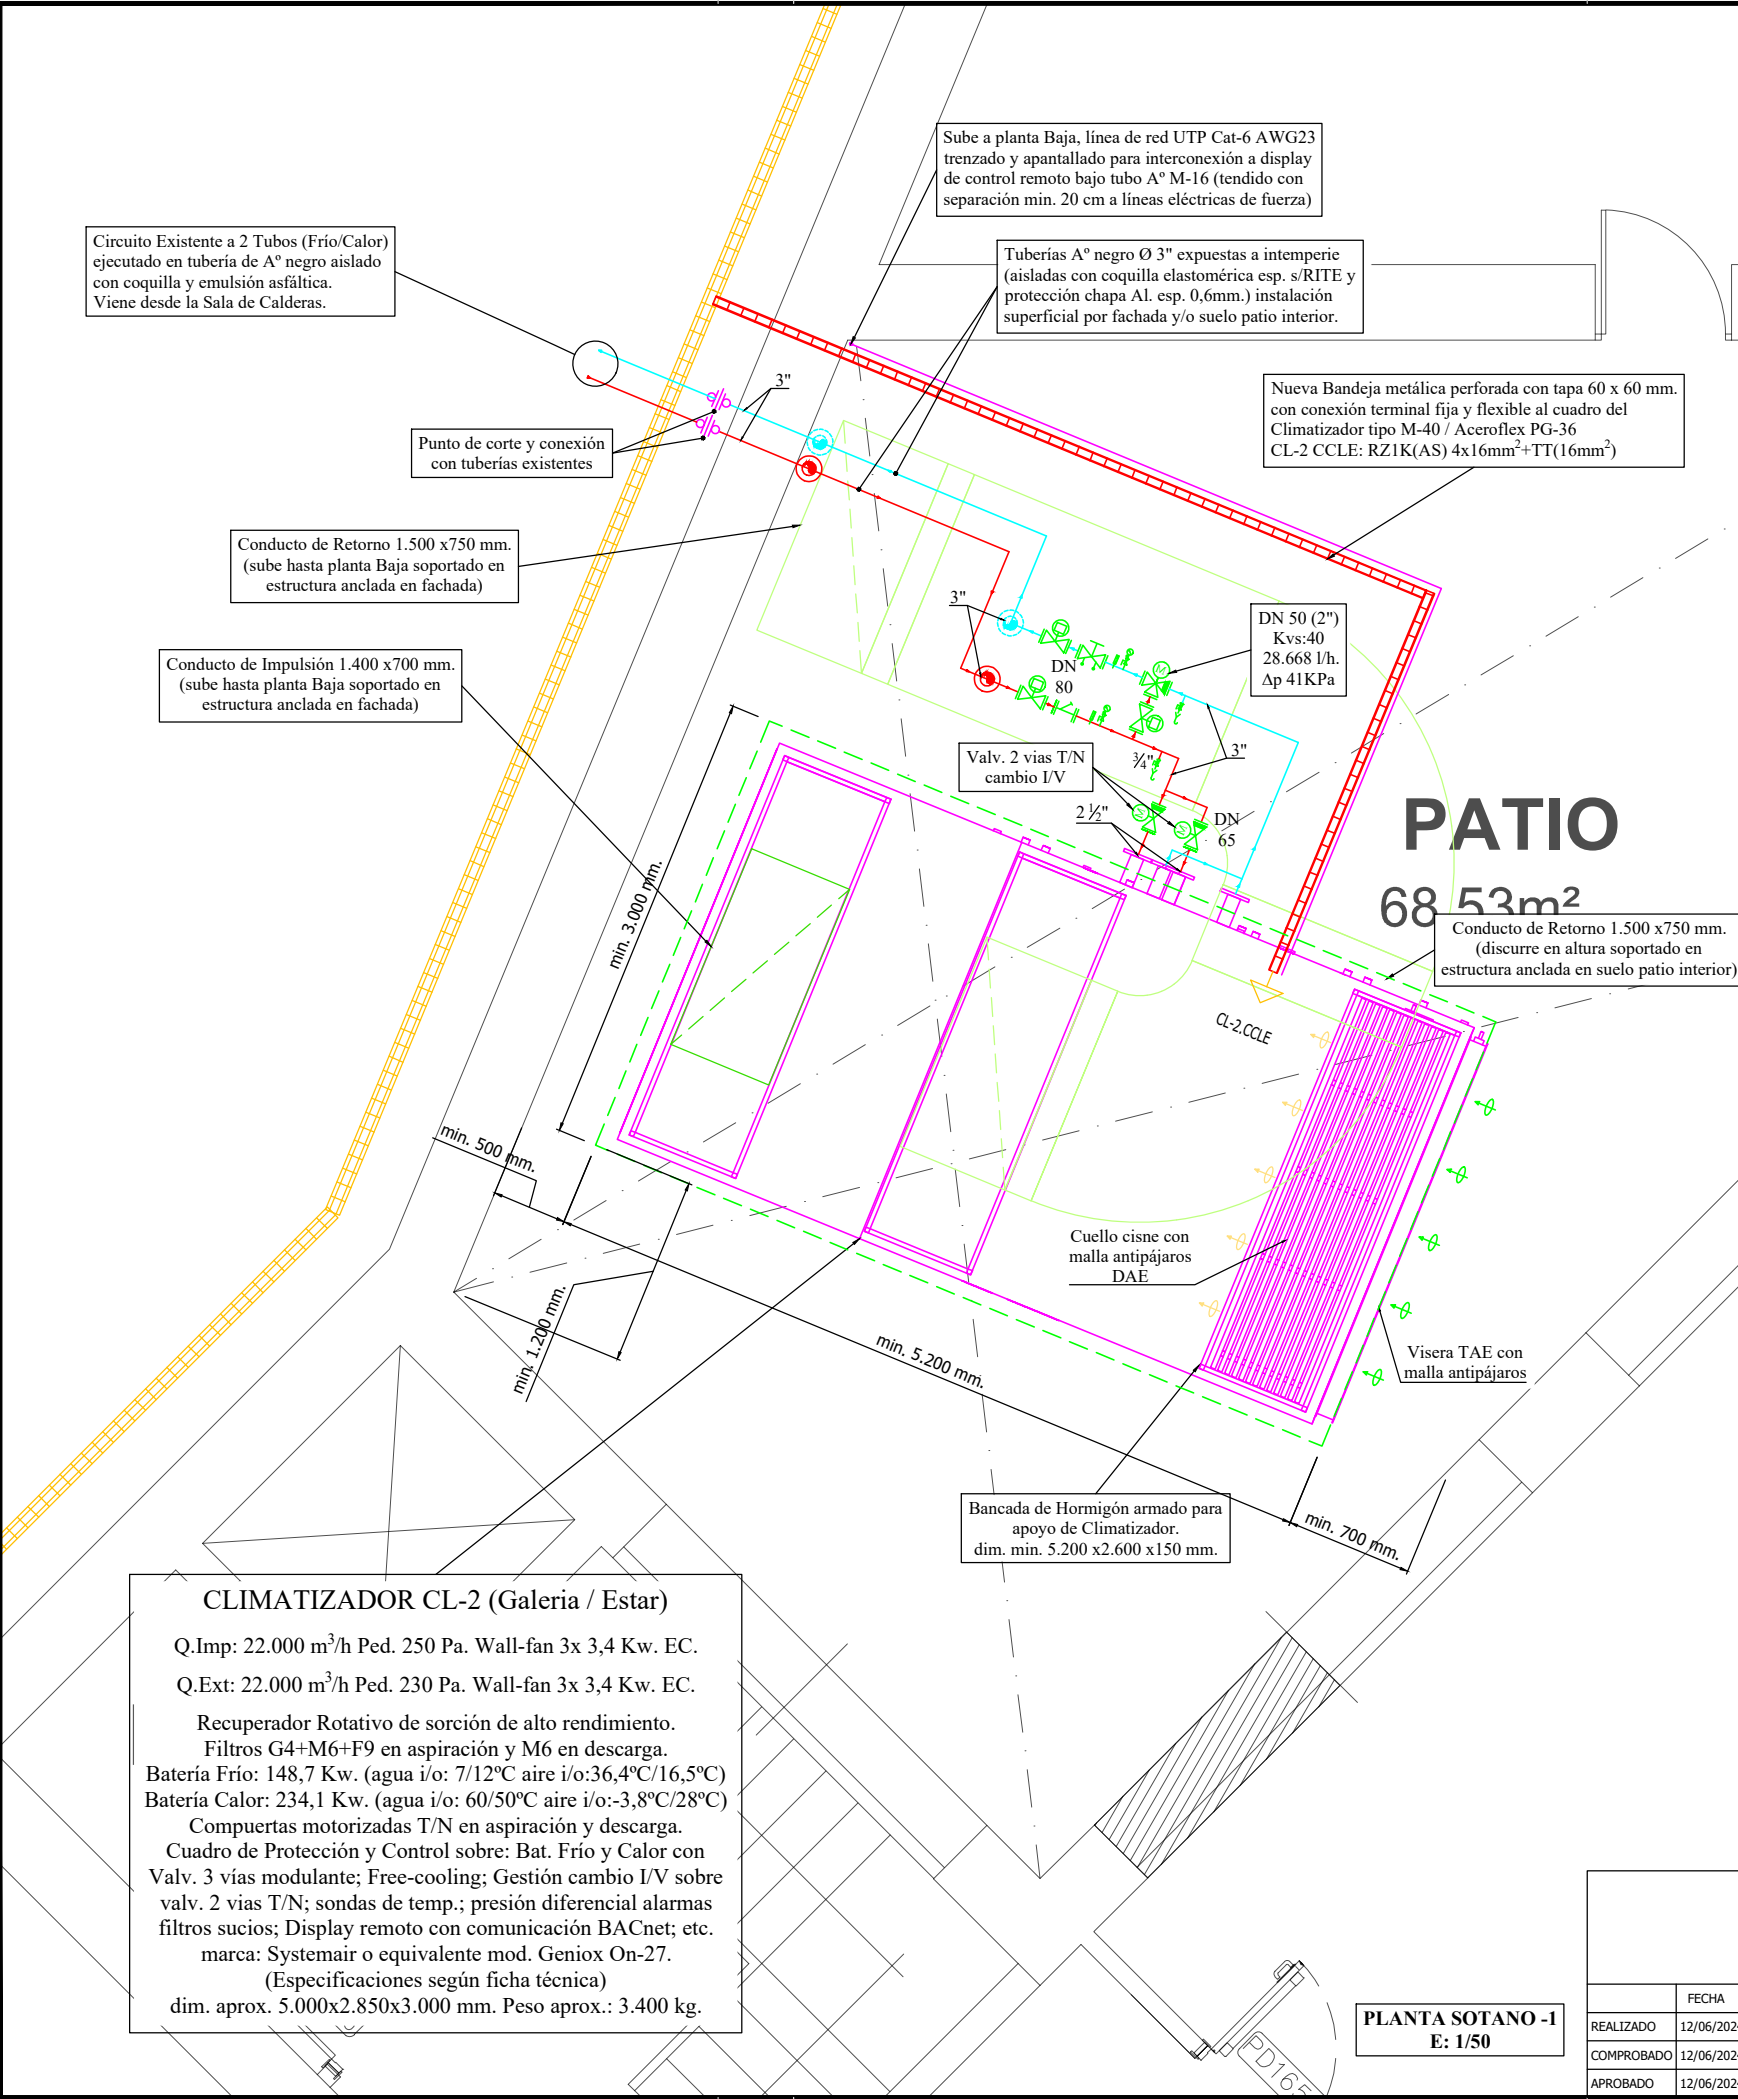 Sube a planta Baja, línea de red UTP Cat-6 AWG23
trenzado y apantallado para interconexión a display
de control remoto bajo tubo Aº M-16 (tendido con
separación min. 20 cm a líneas eléctricas de fuerza)
Circuito Existente a 2 Tubos (Frío/Calor)
ejecutado en tubería de Aº negro aislado
con coquilla y emulsión asfáltica.
Viene desde la Sala de Calderas.
Tuberías Aº negro Ø 3" expuestas a intemperie
(aisladas con coquilla elastomérica esp. s/RITE y
protección chapa Al. esp. 0,6mm.) instalación
superficial por fachada y/o suelo patio interior.
3"
Nueva Bandeja metálica perforada con tapa 60 x 60 mm.
con conexión terminal fija y flexible al cuadro del
Climatizador tipo M-40 / Aceroflex PG-36
CL-2 CCLE: RZ1K(AS) 4x16mm²+TT(16mm²)
Punto de corte y conexión
con tuberías existentes
Conducto de Retorno 1.500 x750 mm.
(sube hasta planta Baja soportado en
estructura anclada en fachada)
3"
DN 50 (2")
Kvs:40
28.668 l/h.
Δp 41KPa
Conducto de Impulsión 1.400 x700 mm.
(sube hasta planta Baja soportado en
estructura anclada en fachada)
DN
80
Valv. 2 vias T/N
cambio I/V
¾"
3"
2 ½"
DN
65
PATIO
68,53m²
min. 3.000 mm.
Conducto de Retorno 1.500 x750 mm.
(discurre en altura soportado en
estructura anclada en suelo patio interior)
CL-2.CCLE
min. 500 mm.
Cuello cisne con
malla antipájaros
DAE
min. 1.200 mm.
min. 5.200 mm.
Visera TAE con
malla antipájaros
Bancada de Hormigón armado para
apoyo de Climatizador.
dim. min. 5.200 x2.600 x150 mm.
min. 700 mm.
CLIMATIZADOR CL-2 (Galeria / Estar)
Q.Imp: 22.000 m³/h Ped. 250 Pa. Wall-fan 3x 3,4 Kw. EC.
Q.Ext: 22.000 m³/h Ped. 230 Pa. Wall-fan 3x 3,4 Kw. EC.
Recuperador Rotativo de sorción de alto rendimiento.
Filtros G4+M6+F9 en aspiración y M6 en descarga.
Batería Frío: 148,7 Kw. (agua i/o: 7/12ºC aire i/o:36,4ºC/16,5ºC)
Batería Calor: 234,1 Kw. (agua i/o: 60/50ºC aire i/o:-3,8ºC/28ºC)
Compuertas motorizadas T/N en aspiración y descarga.
Cuadro de Protección y Control sobre: Bat. Frío y Calor con
Valv. 3 vías modulante; Free-cooling; Gestión cambio I/V sobre
valv. 2 vias T/N; sondas de temp.; presión diferencial alarmas
filtros sucios; Display remoto con comunicación BACnet; etc.
marca: Systemair o equivalente mod. Geniox On-27.
(Especificaciones según ficha técnica)
dim. aprox. 5.000x2.850x3.000 mm. Peso aprox.: 3.400 kg.
PLANTA SOTANO -1
E: 1/50
PD165
FECHA
REALIZADO 12/06/202
COMPROBADO 12/06/202
APROBADO 12/06/202